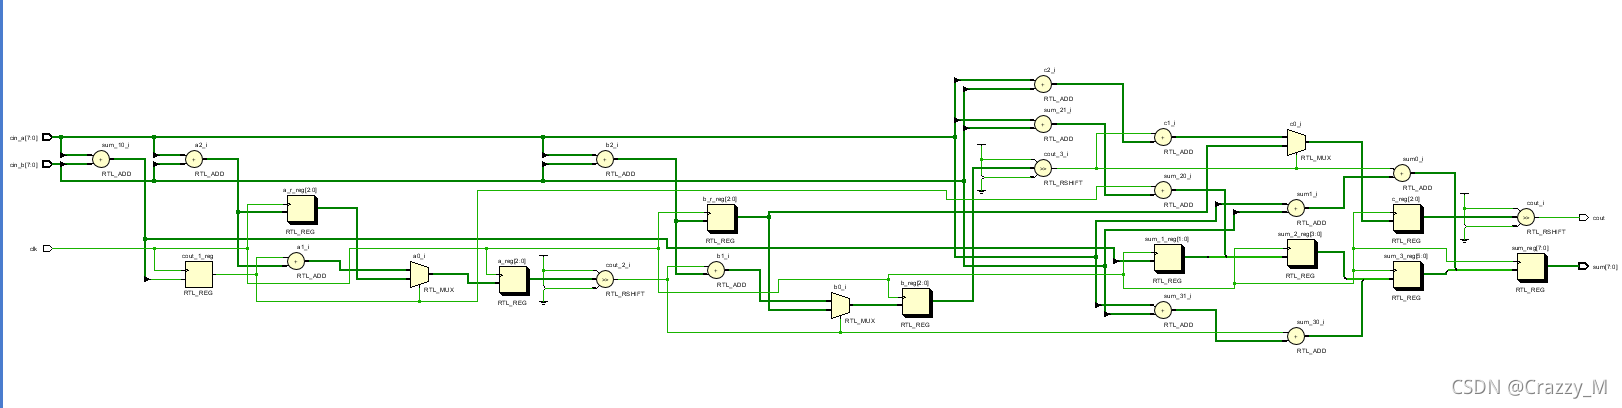 c2_i
+
RTL_ADD
sum_21_i
+
RTL_ADD
cin_a[7:0]
cin_b[7:0]
sum_10_i
+
RTL_ADD
a2_i
+
RTL_ADD
b2_i
+
RTL_ADD
cout_3_i
>>
RTL_RSHIFT
c1_i
+
RTL_ADD
c0_i
RTL_MUX
sum0_i
+
RTL_ADD
a_r_reg[2:0]
RTL_REG
b_r_reg[2:0]
RTL_REG
sum_20_i
+
RTL_ADD
sum1_i
+
RTL_ADD
c_reg[2:0]
RTL_REG
cout_i
>>
RTL_RSHIFT
cout
clk
cout_1_reg
RTL_REG
a1_i
+
RTL_ADD
a0_i
RTL_MUX
a_reg[2:0]
RTL_REG
cout_2_i
>>
RTL_RSHIFT
b1_i
+
RTL_ADD
b0_i
RTL_MUX
b_reg[2:0]
RTL_REG
sum_1_reg[1:0]
RTL_REG
sum_2_reg[3:0]
RTL_REG
sum_3_reg[5:0]
RTL_REG
sum_reg[7:0]
RTL_REG
sum[7:0]
sum_31_i
+
RTL_ADD
sum_30_i
+
RTL_ADD
CSDN @Crazzy_M